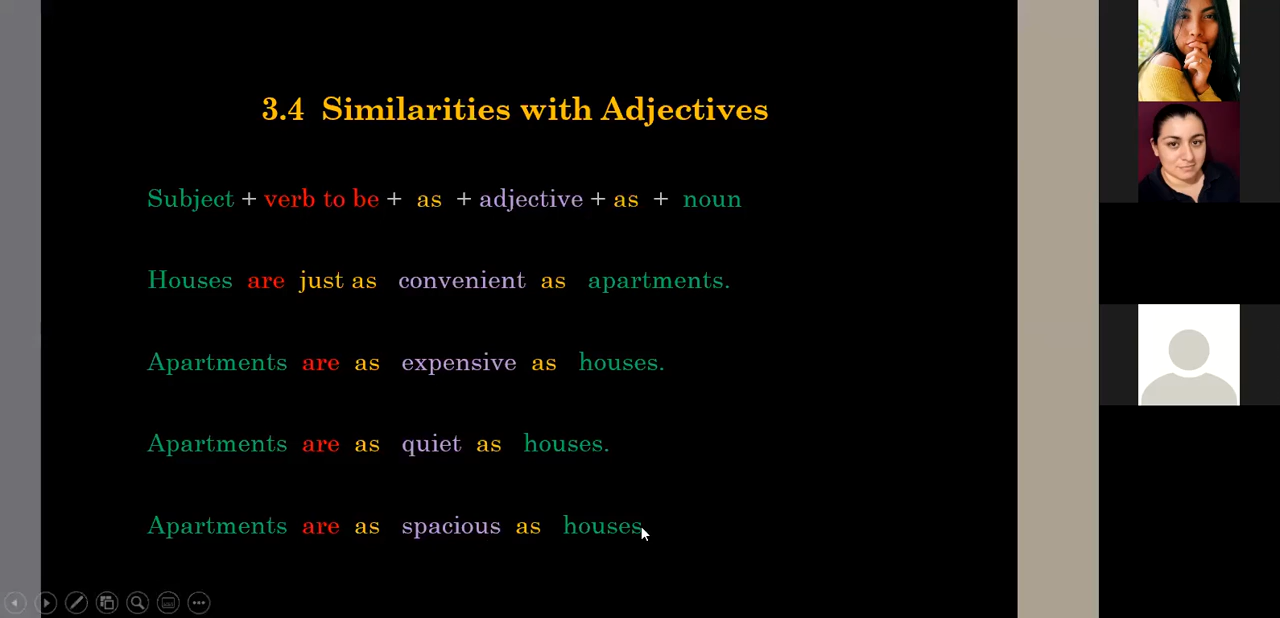 3.4 Similarities with Adjectives
Subject + verb to be + as + adjective + as + noun
Houses are just as convenient as apartments.
Apartments are as expensive as houses.
Apartments are as quiet as houses.
Apartments are as spacious as houses